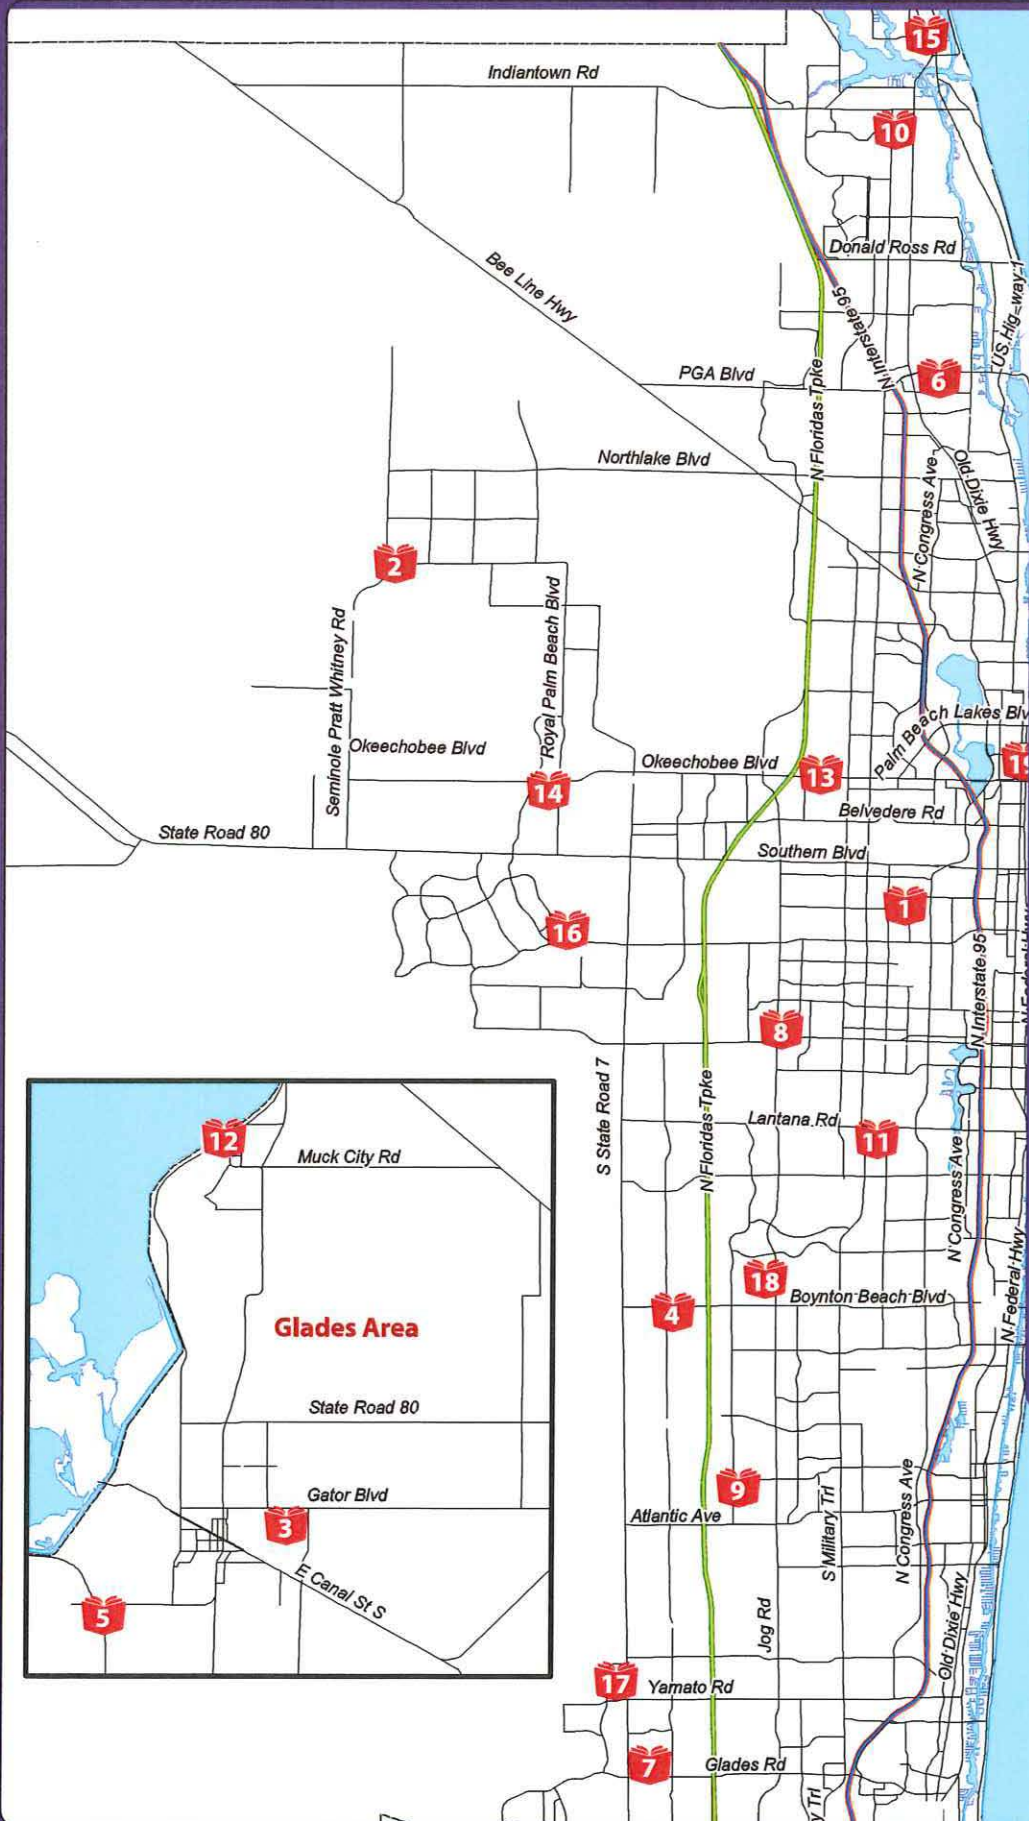 15
Indiantown Rd
10
Donald Ross Rd
Bee Line Hwy
US Hig-way 1
N Interstate 95
PGA Blvd
6
N Floridas Tpke
Northlake Blvd
Old Dixie Hwy
N Congress Ave
2
Seminole Pratt Whitney Rd
Royal Palm Beach Blvd
Palm Beach Lakes Blv
Okeechobee Blvd
Okeechobee Blvd
13
19
14
Belvedere Rd
State Road 80
Southern Blvd
1
16
N Interstate 95
8
S State Road 7
N Floridas Tpke
Lantana Rd
11
12
Muck City Rd
N Congress Ave
N Federal Hwy
18
Boynton Beach Blvd
4
Glades Area
State Road 80
9
Gator Blvd
Atlantic Ave
S Military Trl
N Congress Ave
3
E Canal St S
5
Jog Rd
Old Dixie Hwy
17
Yamato Rd
7
Glades Rd
y Trl